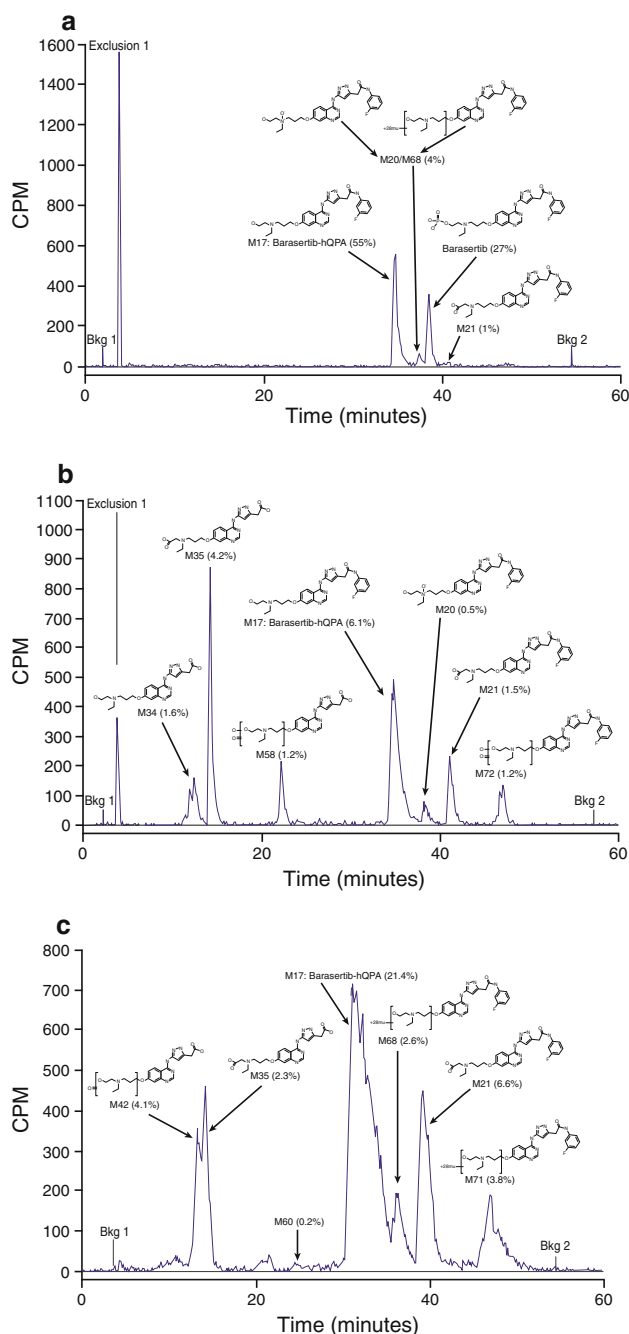 a
Exclusion 1
1600
1400
1200
1000
800
600
400
200
0
CPM
M20/M68 (4%)
+28mu
M17: Barasertib-hQPA (55%)
Barasertib (27%)
M21 (1%)
Bkg 1
Bkg 2
0
20
40
60
Time (minutes)
b
Exclusion 1
1100
1000
900
800
700
600
500
400
300
200
100
0
CPM
M35 (4.2%)
M17: Barasertib-hQPA (6.1%)
M20 (0.5%)
M34 (1.6%)
M58 (1.2%)
M21 (1.5%)
M72 (1.2%)
Bkg 1
Bkg 2
0
20
40
60
Time (minutes)
c
800
700
600
500
400
300
200
100
0
CPM
M17: Barasertib-hQPA (21.4%)
+28mu
M68 (2.6%)
M35 (2.3%)
M42 (4.1%)
M21 (6.6%)
+28mu
M71 (3.8%)
M60 (0.2%)
Bkg 1
Bkg 2
0
20
40
60
Time (minutes)